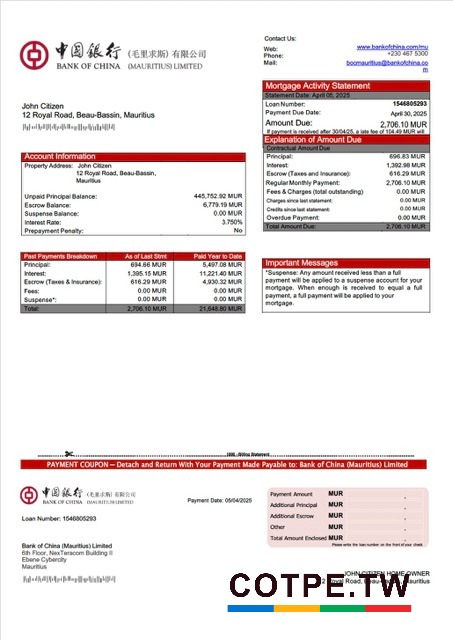 Contact Us:
Web: www.bankofchina.com/mu
Phone: +230 467 5300
Mail: bocmauritius@bankofchina.co
m
中國銀行 (毛里求斯) 有限公司
BANK OF CHINA (MAURITIUS) LIMITED
John Citizen
12 Royal Road, Beau-Bassin, Mauritius
Mortgage Activity Statement
Statement Date: April 05, 2025
Loan Number: 1546805293
Payment Due Date: April 30, 2025
Amount Due: 2,706.10 MUR
If payment is received after 30/04/25, a late fee of 104.49 MUR will
Explanation of Amount Due
Contractual Amount Due
Principal: 696.83 MUR
Interest: 1,392.98 MUR
Escrow (Taxes and Insurance): 616.29 MUR
Regular Monthly Payment: 2,706.10 MUR
Fees & Charges (total outstanding) 0.00 MUR
Charges since last statement: 0.00 MUR
Credits since last statement: 0.00 MUR
Overdue Payment: 0.00 MUR
Total Amount Due: 2,706.10 MUR
Account Information
Property Address: John Citizen
12 Royal Road, Beau-Bassin,
Mauritius
Unpaid Principal Balance: 445,752.92 MUR
Escrow Balance: 6,779.19 MUR
Suspense Balance: 0.00 MUR
Interest Rate: 3.750%
Prepayment Penalty: No
Past Payments Breakdown As of Last Stmt Paid Year to Date
Principal: 694.66 MUR 5,497.08 MUR
Interest: 1,395.15 MUR 11,221.40 MUR
Escrow (Taxes & Insurance): 616.29 MUR 4,930.32 MUR
Fees: 0.00 MUR 0.00 MUR
Suspense*: 0.00 MUR 0.00 MUR
Total: 2,706.10 MUR 21,648.80 MUR
Important Messages
*Suspense: Any amount received less than a full
payment will be applied to a suspense account for your
mortgage. When enough is received to equal a full
payment, a full payment will be applied to your
mortgage.
Billing Statement
PAYMENT COUPON — Detach and Return With Your Payment Made Payable to: Bank of China (Mauritius) Limited
中國銀行 (毛里求斯) 有限公司
BANK OF CHINA (MAURITIUS) LIMITED
Payment Date: 05/04/2025
Loan Number: 1546805293
Payment Amount MUR
Additional Principal MUR
Additional Escrow MUR
Other MUR
Total Amount Enclosed MUR
Please write the loan number on the front of your check.
Bank of China (Mauritius) Limited
6th Floor, NexTeracom Building II
Ebene Cybercity
Mauritius
JOHN CITIZEN HOME OWNER
12 Royal Road, Beau-Bassin, Mauritius
COTPE.TW